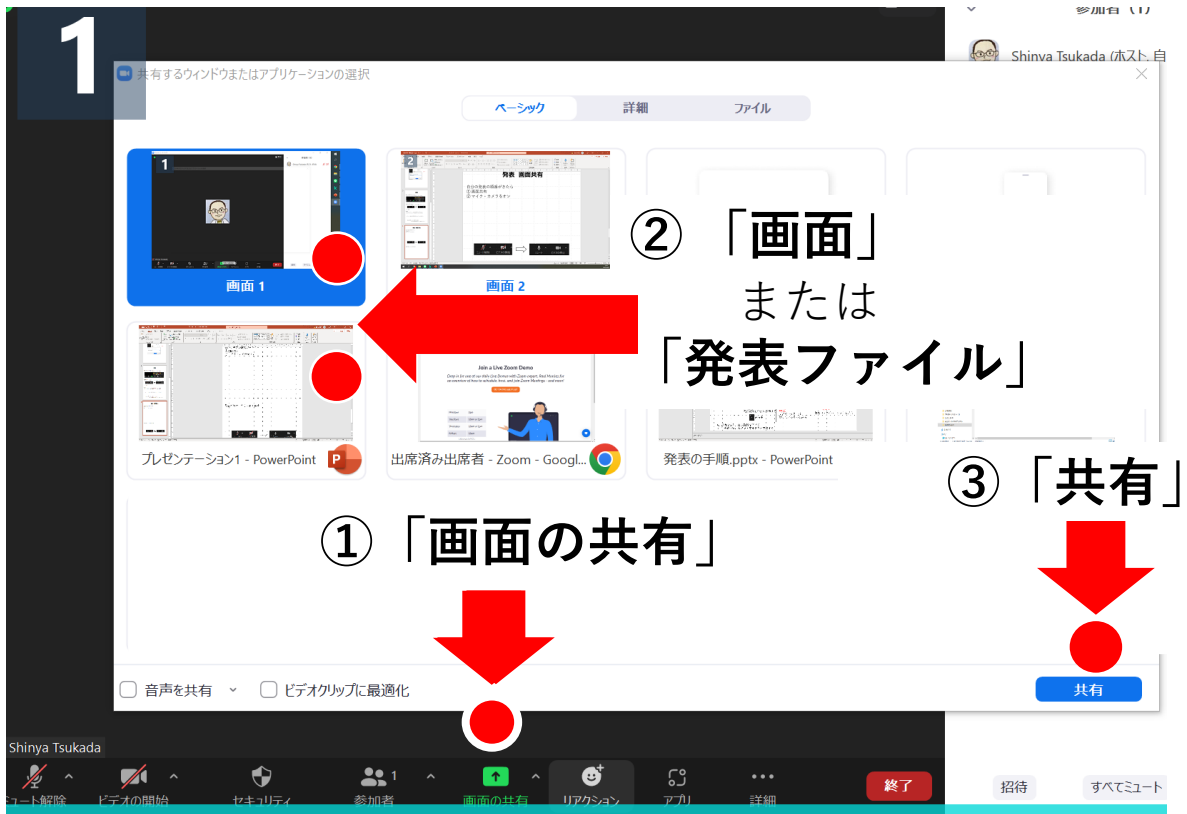 1
参加者 (1)
Shinya Tsukada (ホスト, 自
共有するウィンドウまたはアプリケーションの選択
ベーシック 詳細 ファイル
1
2
発表 画面共有
② 「画面」
または
「発表ファイル」
画面 1
画面 2
Join a Live Zoom Demo
プレゼンテーション1 - PowerPoint
出席済み出席者 - Zoom - Googl...
発表の手順.pptx - PowerPoint
③「共有」
①「画面の共有」
音声を共有
ビデオクリップに最適化
共有
Shinya Tsukada
1
ミュート解除 ビデオの開始 セキュリティ 参加者 画面の共有 リアクション アプリ 詳細
終了
招待 すべてミュート